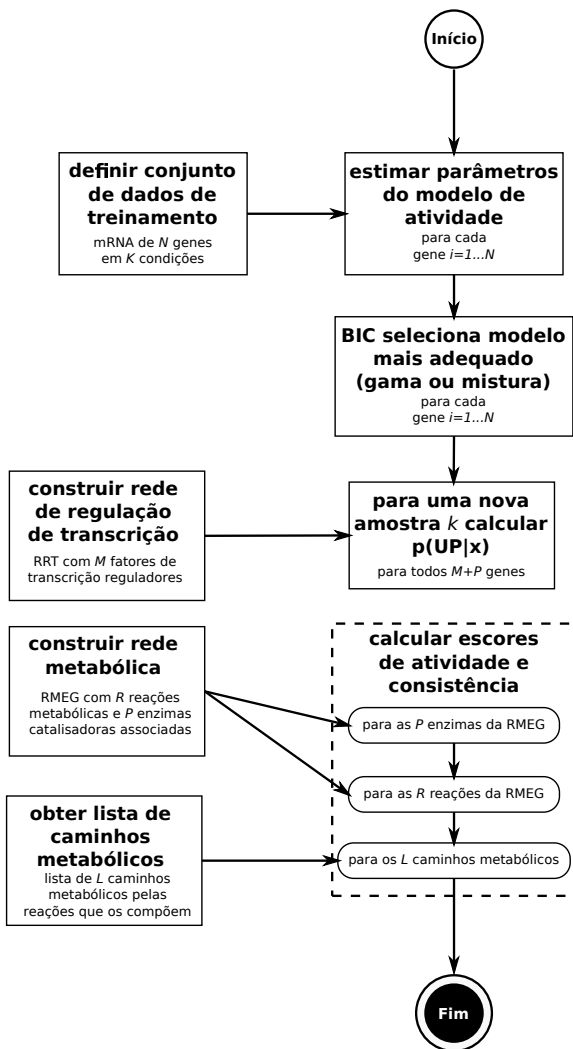 Início
definir conjunto
de dados de
treinamento
mRNA de N genes
em K condições
estimar parâmetros
do modelo de
atividade
para cada
gene i=1...N
BIC seleciona modelo
mais adequado
(gama ou mistura)
para cada
gene i=1...N
construir rede
de regulação
de transcrição
RRT com M fatores de
transcrição reguladores
para uma nova
amostra k calcular
p(UP|x)
para todos M+P genes
construir rede
metabólica
RMEG com R reações
metabólicas e P enzimas
catalisadoras associadas
calcular escores
de atividade e
consistência
para as P enzimas da RMEG
para as R reações da RMEG
obter lista de
caminhos
metabólicos
lista de L caminhos
metabólicos pelas
reações que os compõem
para os L caminhos metabólicos
Fim